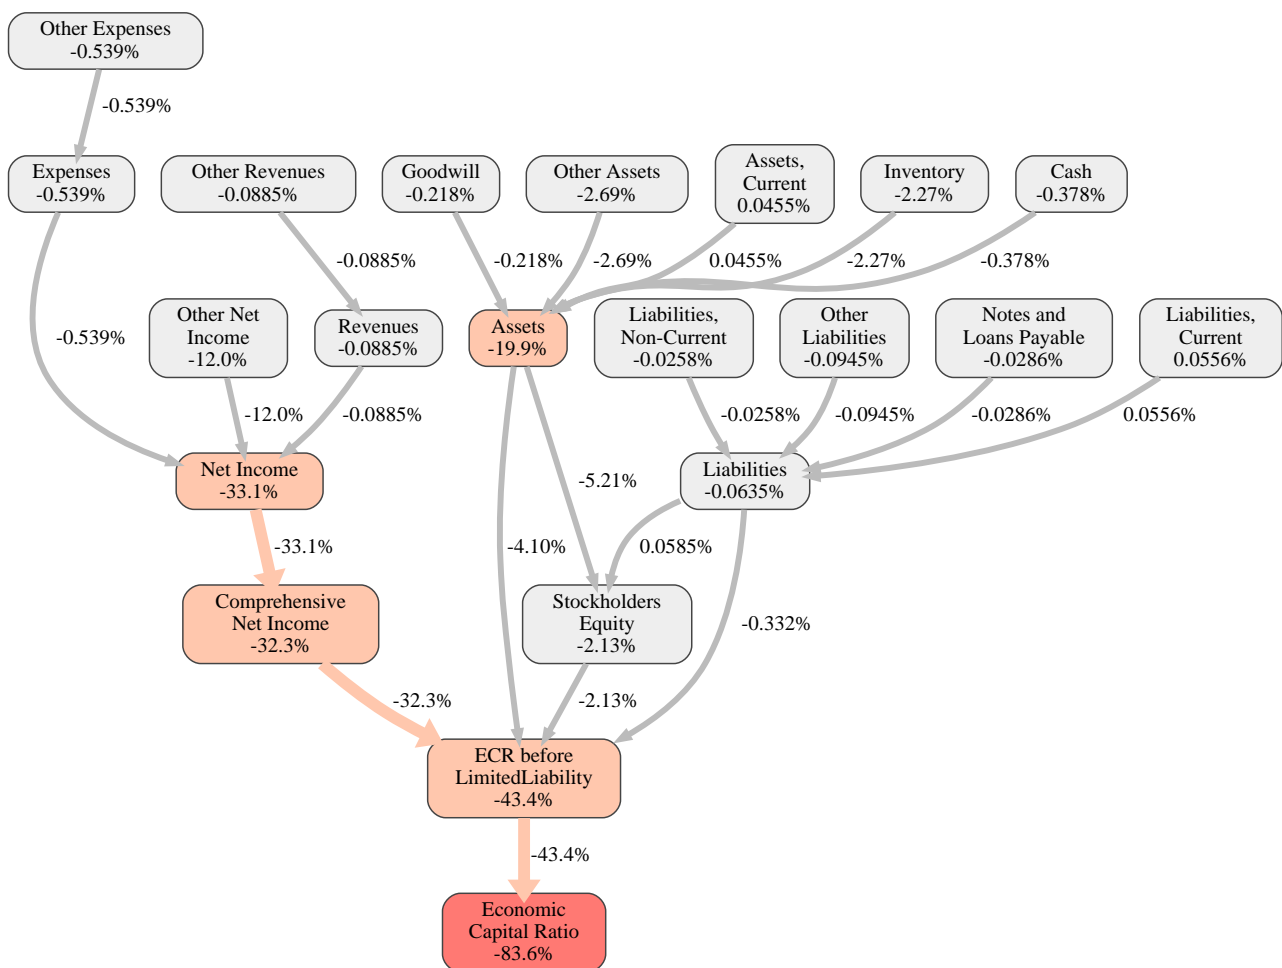 Other Expenses
-0.539%
-0.539%
Expenses
-0.539%
Other Revenues
-0.0885%
Goodwill
-0.218%
Other Assets
-2.69%
Assets,
Current
0.0455%
Inventory
-2.27%
Cash
-0.378%
-0.0885%
-0.218%
-2.69%
0.0455%
-2.27%
-0.378%
-0.539%
Other Net
Income
-12.0%
Revenues
-0.0885%
Assets
-19.9%
Liabilities,
Non-Current
-0.0258%
Other
Liabilities
-0.0945%
Notes and
Loans Payable
-0.0286%
Liabilities,
Current
0.0556%
-12.0%
-0.0885%
-0.0258%
-0.0945%
-0.0286%
0.0556%
Net Income
-33.1%
-5.21%
Liabilities
-0.0635%
-33.1%
-4.10%
0.0585%
Comprehensive
Net Income
-32.3%
Stockholders
Equity
-2.13%
-0.332%
-32.3%
-2.13%
ECR before
LimitedLiability
-43.4%
-43.4%
Economic
Capital Ratio
-83.6%